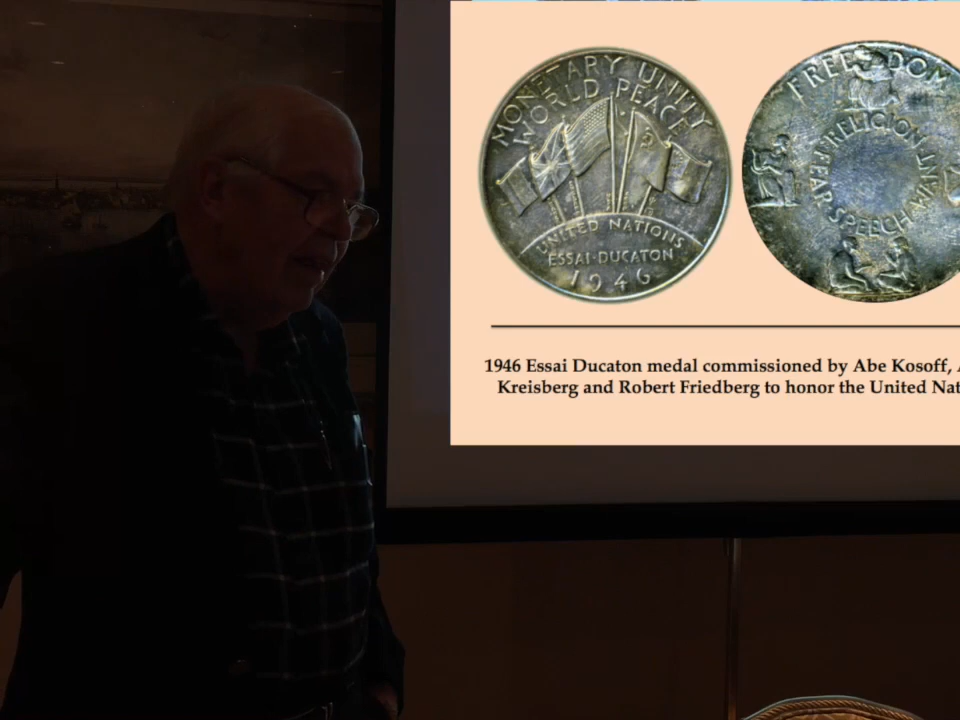 MONETARY UNITY
WORLD PEACE
UNITED NATIONS
ESSAI-DUCATON
1946
FREEDOM
RELIGION
WANT
SPEECH
FEAR
1946 Essai Ducaton medal commissioned by Abe Kosoff,
Kreisberg and Robert Friedberg to honor the United